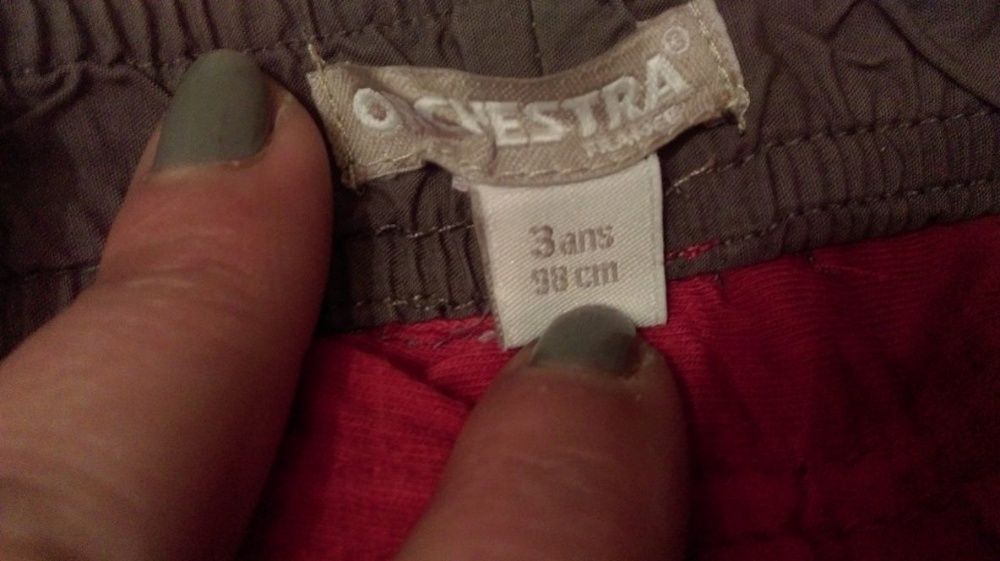 ORCHESTRA®
3 ans
98 cm